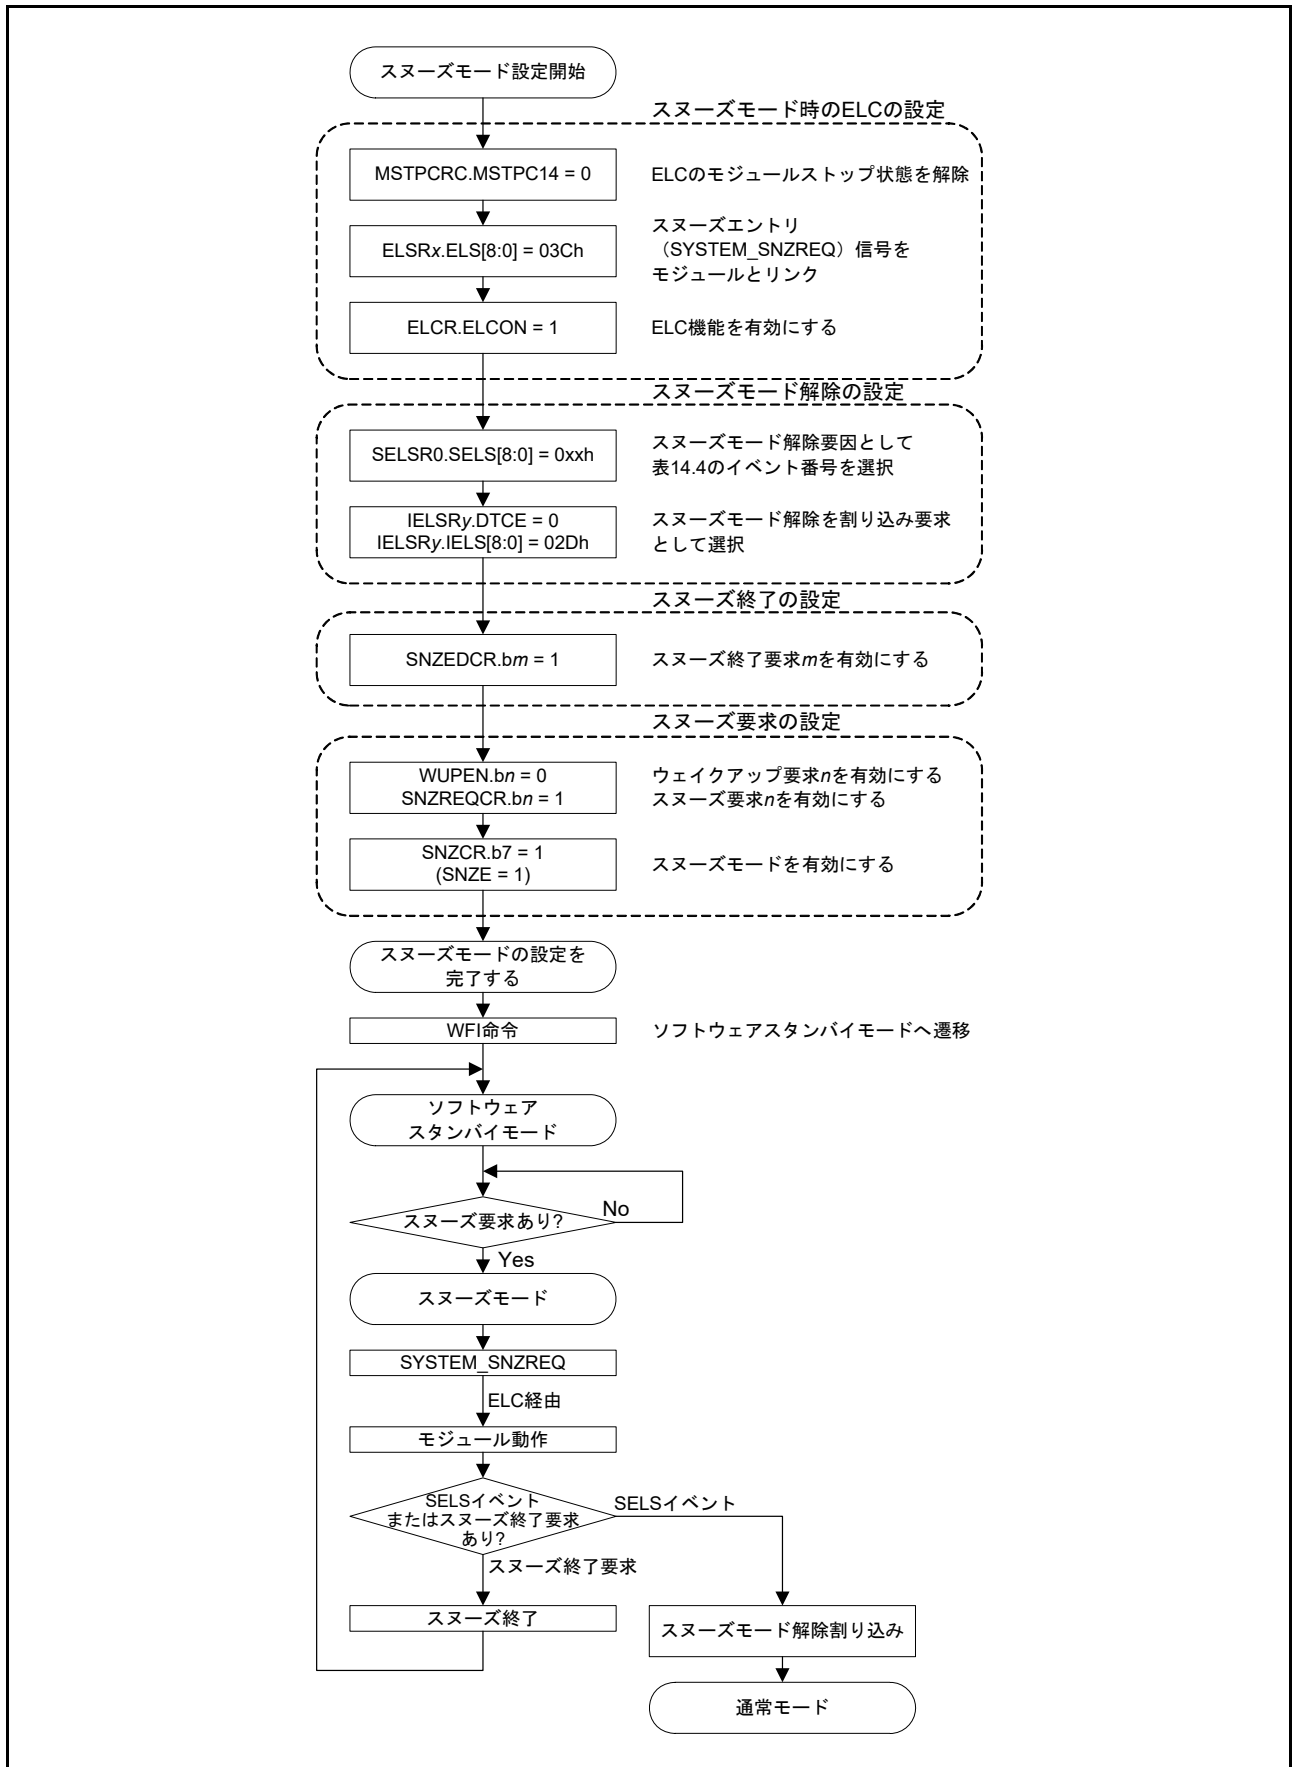 スヌーズモード設定開始
スヌーズモード時のELCの設定
MSTPCRC.MSTPC14 = 0
ELCのモジュールストップ状態を解除
ELSRx.ELS[8:0] = 03Ch
スヌーズエントリ
（SYSTEM_SNZREQ）信号を
モジュールとリンク
ELCR.ELCON = 1
ELC機能を有効にする
スヌーズモード解除の設定
SELSR0.SELS[8:0] = 0xxh
スヌーズモード解除要因として
表14.4のイベント番号を選択
IELSRy.DTCE = 0
IELSRy.IELS[8:0] = 02Dh
スヌーズモード解除を割り込み要求
として選択
スヌーズ終了の設定
SNZEDCR.bm = 1
スヌーズ終了要求mを有効にする
スヌーズ要求の設定
WUPEN.bn = 0
SNZREQCR.bn = 1
ウェイクアップ要求nを有効にする
スヌーズ要求nを有効にする
SNZCR.b7 = 1
(SNZE = 1)
スヌーズモードを有効にする
スヌーズモードの設定を
完了する
WFI命令
ソフトウェアスタンバイモードへ遷移
ソフトウェア
スタンバイモード
スヌーズ要求あり?
No
Yes
スヌーズモード
SYSTEM_SNZREQ
ELC経由
モジュール動作
SELSイベント
またはスヌーズ終了要求
あり?
SELSイベント
スヌーズ終了要求
スヌーズ終了
スヌーズモード解除割り込み
通常モード